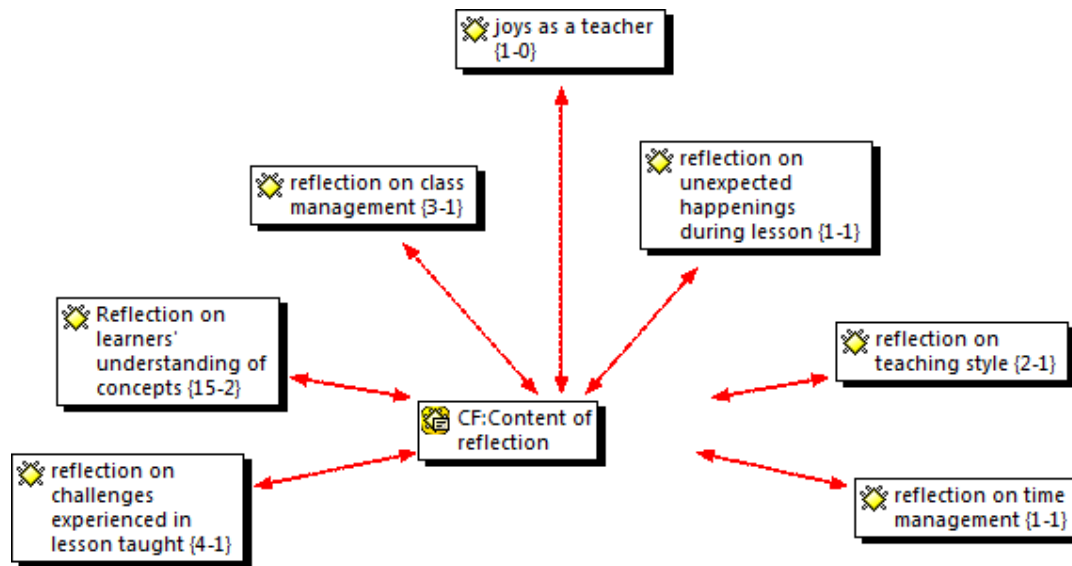 joys as a teacher
{1-0}
reflection on class
management {3-1}
reflection on
unexpected
happenings
during lesson {1-1}
Reflection on
learners'
understanding of
concepts {15-2}
reflection on
teaching style {2-1}
CF:Content of
reflection
reflection on
challenges
experienced in
lesson taught {4-1}
reflection on time
management {1-1}